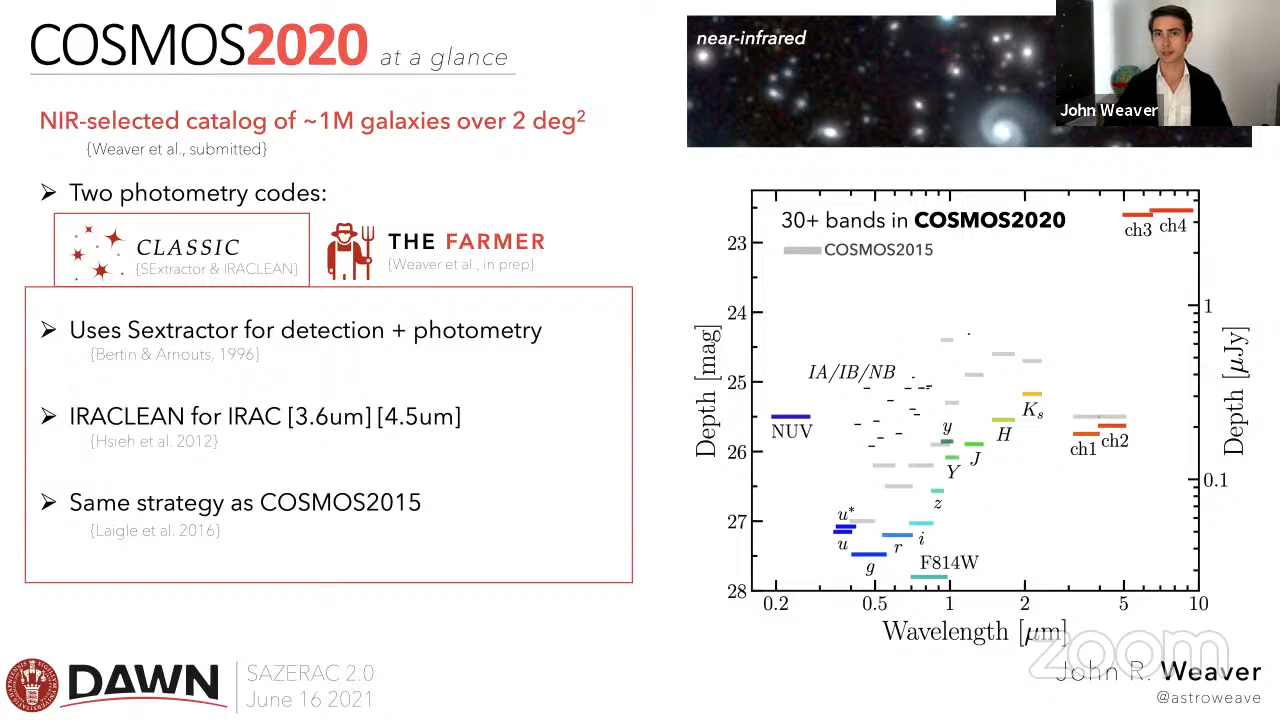 COSMOS2020 at a glance
NIR-selected catalog of ~1M galaxies over 2 deg²
{Weaver et al., submitted}
➢ Two photometry codes:
CLASSIC
{SExtractor & IRACLEAN}
THE FARMER
{Weaver et al., in prep}
➢ Uses Sextractor for detection + photometry
{Bertin & Arnouts, 1996}
➢ IRACLEAN for IRAC [3.6um] [4.5um]
{Hsieh et al. 2012}
➢ Same strategy as COSMOS2015
{Laigle et al. 2016}
near-infrared
John Weaver
30+ bands in COSMOS2020
COSMOS2015
ch3 ch4
IA/IB/NB
NUV
Ks
H
y
J
Y
ch1 ch2
z
u*
u
r
i
g
F814W
Depth [mag]
23
24
25
26
27
28
1
0.1
Depth [μJy]
0.2 0.5 1 2 5 10
Wavelength [μm]
zoom
DAWN
SAZERAC 2.0
June 16 2021
John R. Weaver
@astroweave